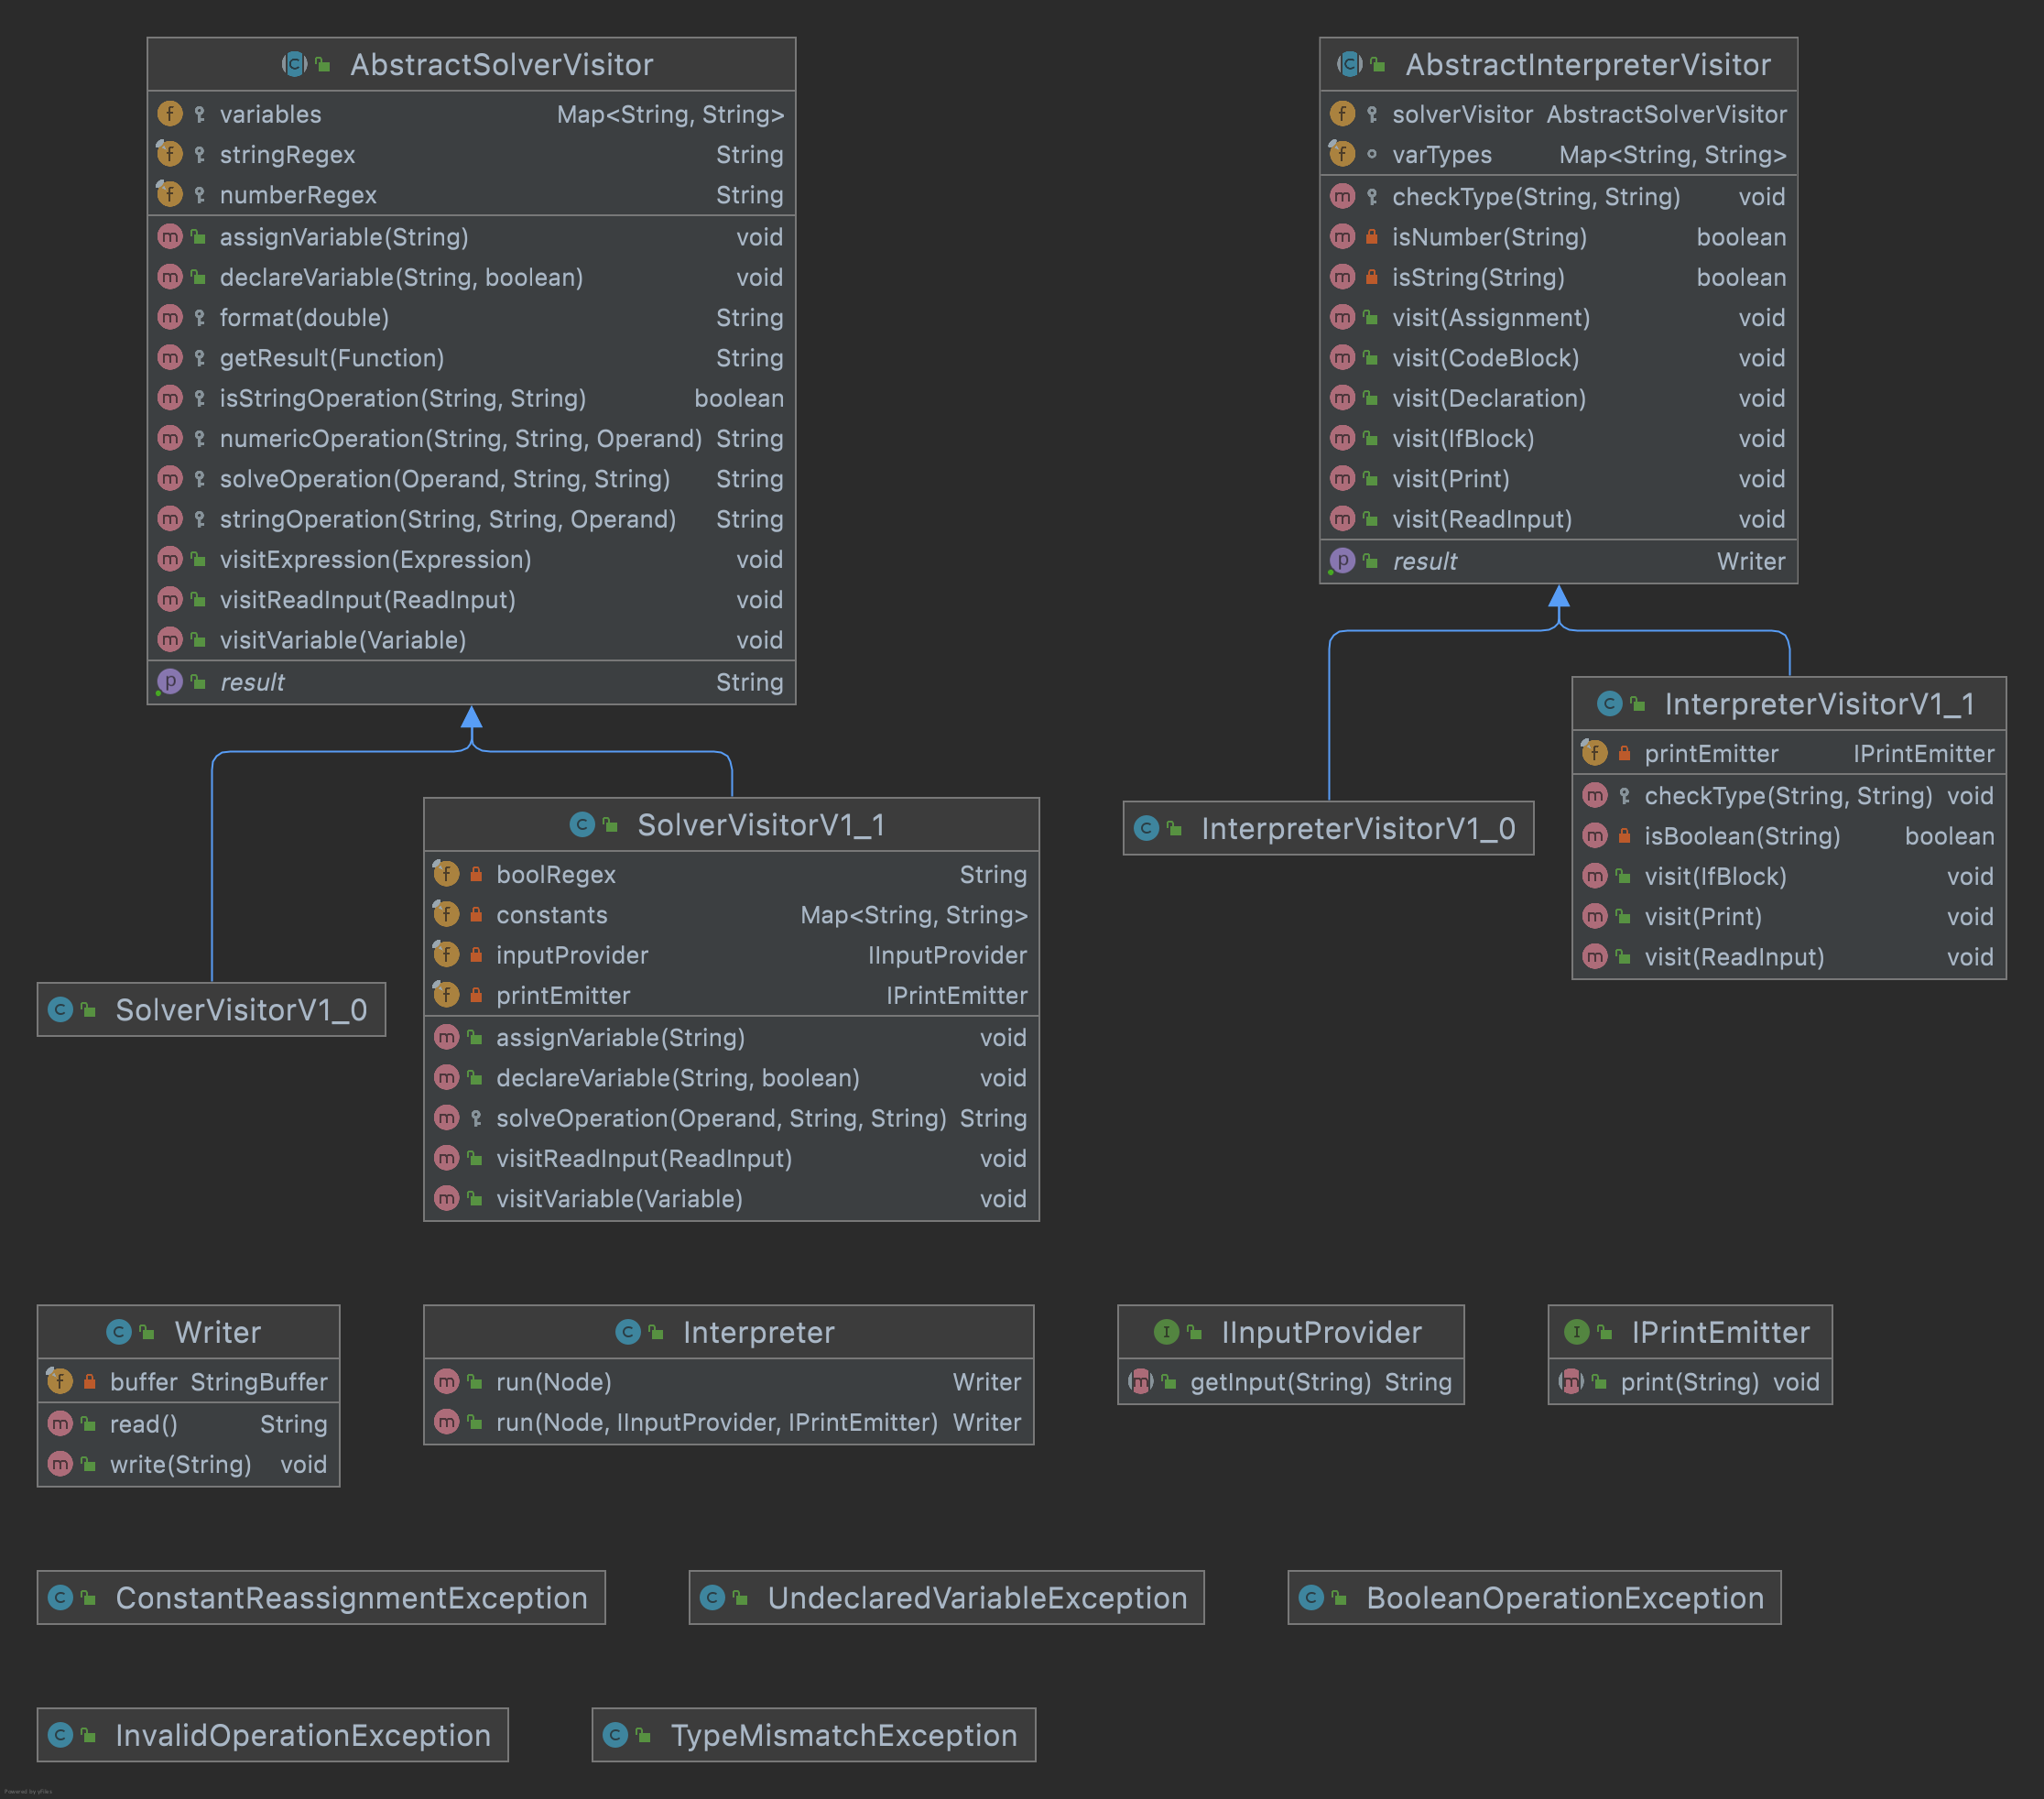 AbstractSolverVisitor
variables Map<String, String>
stringRegex String
numberRegex String
assignVariable(String) void
declareVariable(String, boolean) void
format(double) String
getResult(Function) String
isStringOperation(String, String) boolean
numericOperation(String, String, Operand) String
solveOperation(Operand, String, String) String
stringOperation(String, String, Operand) String
visitExpression(Expression) void
visitReadInput(ReadInput) void
visitVariable(Variable) void
result String
AbstractInterpreterVisitor
solverVisitor AbstractSolverVisitor
varTypes Map<String, String>
checkType(String, String) void
isNumber(String) boolean
isString(String) boolean
visit(Assignment) void
visit(CodeBlock) void
visit(Declaration) void
visit(IfBlock) void
visit(Print) void
visit(ReadInput) void
result Writer
SolverVisitorV1_0
SolverVisitorV1_1
boolRegex String
constants Map<String, String>
inputProvider IInputProvider
printEmitter IPrintEmitter
assignVariable(String) void
declareVariable(String, boolean) void
solveOperation(Operand, String, String) String
visitReadInput(ReadInput) void
visitVariable(Variable) void
InterpreterVisitorV1_0
InterpreterVisitorV1_1
printEmitter IPrintEmitter
checkType(String, String) void
isBoolean(String) boolean
visit(IfBlock) void
visit(Print) void
visit(ReadInput) void
Writer
buffer StringBuffer
read() String
write(String) void
Interpreter
run(Node) Writer
run(Node, IInputProvider, IPrintEmitter) Writer
IInputProvider
getInput(String) String
IPrintEmitter
print(String) void
ConstantReassignmentException
UndeclaredVariableException
BooleanOperationException
InvalidOperationException
TypeMismatchException
Powered by yFiles